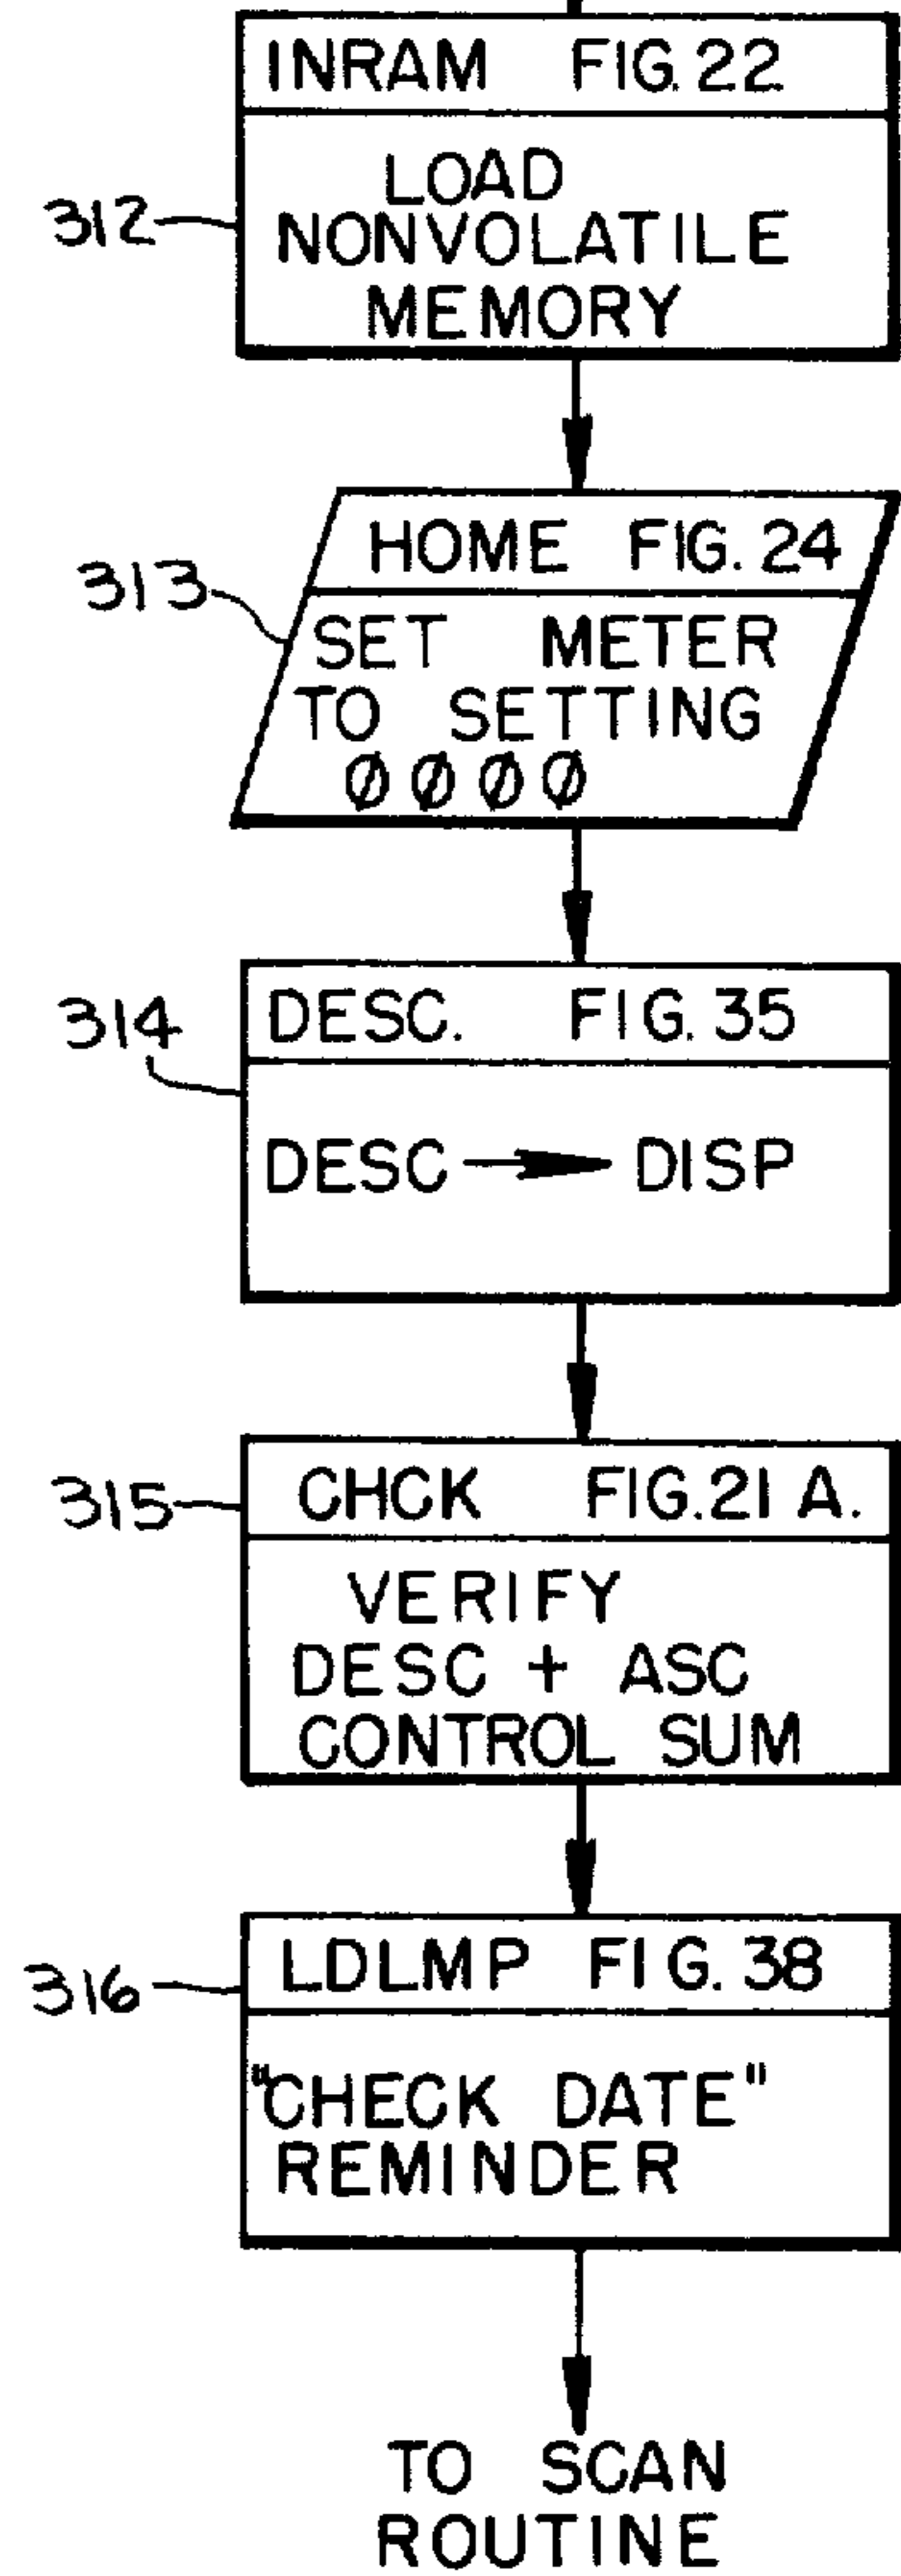 INRAM FIG. 22
312
LOAD
NONVOLATILE
MEMORY
HOME FIG. 24
313
SET METER
TO SETTING
0000
DESC. FIG. 35
314
DESC → DISP
CHCK FIG. 21 A.
315
VERIFY
DESC + ASC
CONTROL SUM
LDLMP FIG. 38
316
"CHECK DATE"
REMINDER
TO SCAN
ROUTINE